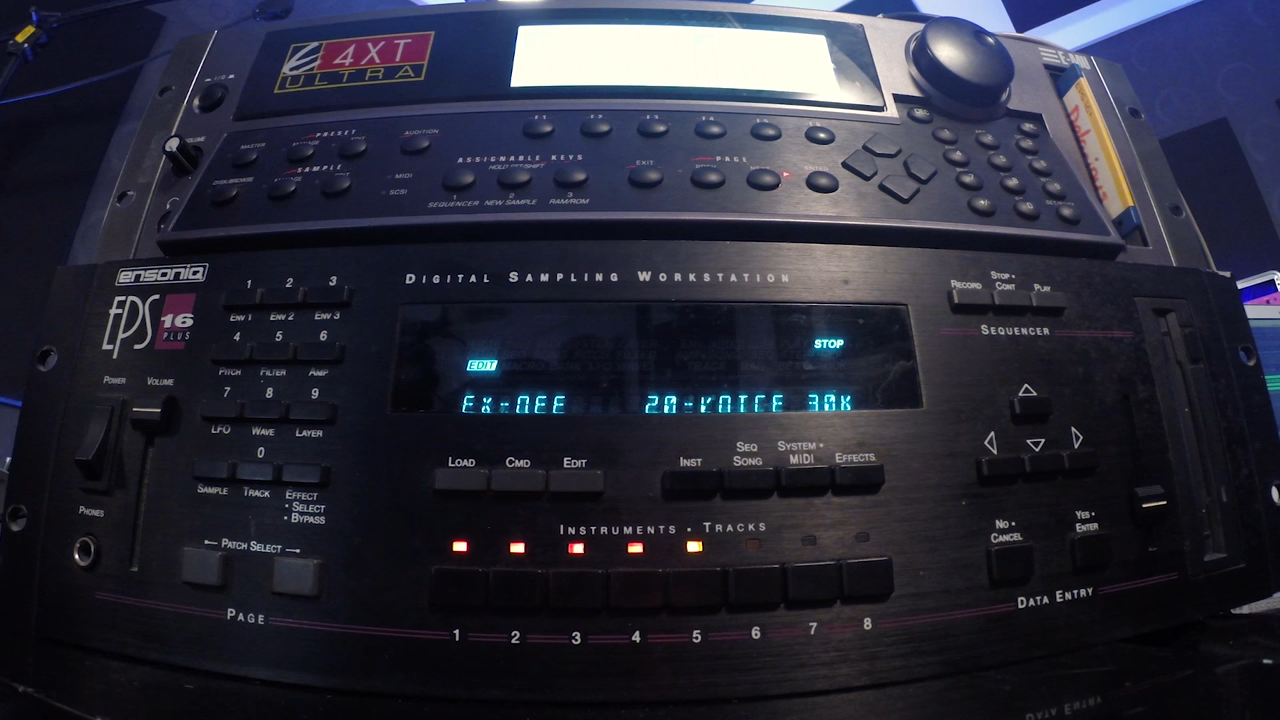 E 4XT
ULTRA
E-MU
VOLUME
MASTER
PRESET
AUDITION
SAMPLE
MIDI
SCSI
ASSIGNABLE KEYS
EXIT
PAGE
1 2 3
SEQUENCER NEW SAMPLE RAM/ROM
ensoniq
EPS 16
PLUS
DIGITAL SAMPLING WORKSTATION
1 2 3
ENV 1 ENV 2 ENV 3
4 5 6
PITCH FILTER AMP
7 8 9
LFO WAVE LAYER
0
SAMPLE TRACK EFFECT
• SELECT
• BYPASS
POWER VOLUME
PHONES
PATCH SELECT
PAGE
STOP
EDIT
EX-OFF 20-VOICE 30K
LOAD CMD EDIT
INST SEQ SONG SYSTEM • MIDI EFFECTS
INSTRUMENTS • TRACKS
1 2 3 4 5 6 7 8
RECORD STOP • CONT PLAY
SEQUENCER
NO • CANCEL
YES • ENTER
DATA ENTRY